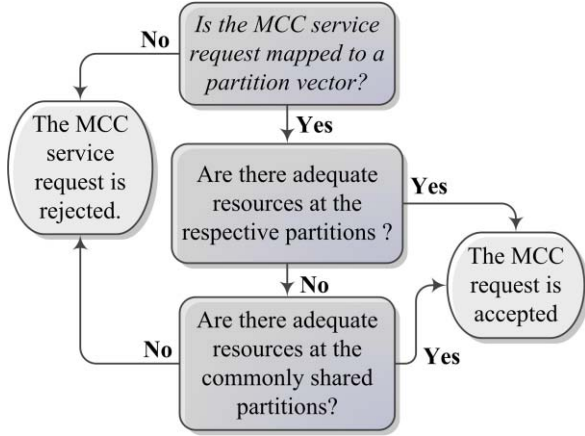 Is the MCC service
request mapped to a
partition vector?
No
Yes
The MCC
service
request is
rejected.
Are there adequate
resources at the
respective partitions ?
Yes
No
The MCC
request is
accepted
Are there adequate
resources at the
commonly shared
partitions?
No
Yes